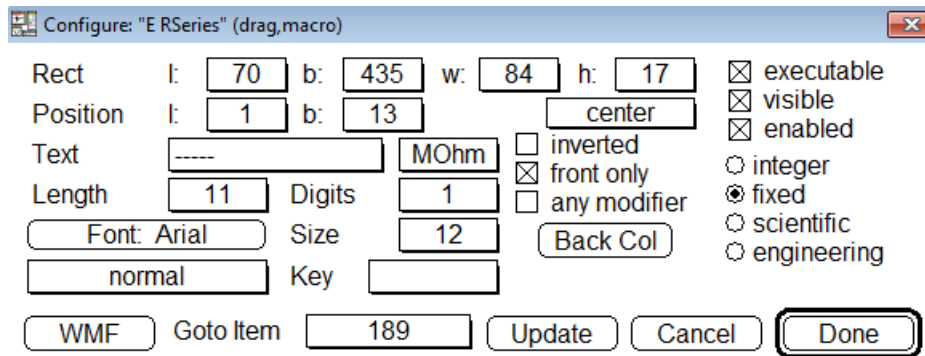 Configure: "E RSeries" (drag,macro)
Rect l: 70 b: 435 w: 84 h: 17 executable
Position l: 1 b: 13 center visible
enabled
Text ----- MOhm inverted
integer
front only
Length 11 Digits 1 fixed
any modifier
Font: Arial Size 12 Back Col scientific
engineering
normal Key
WMF Goto Item 189 Update Cancel Done